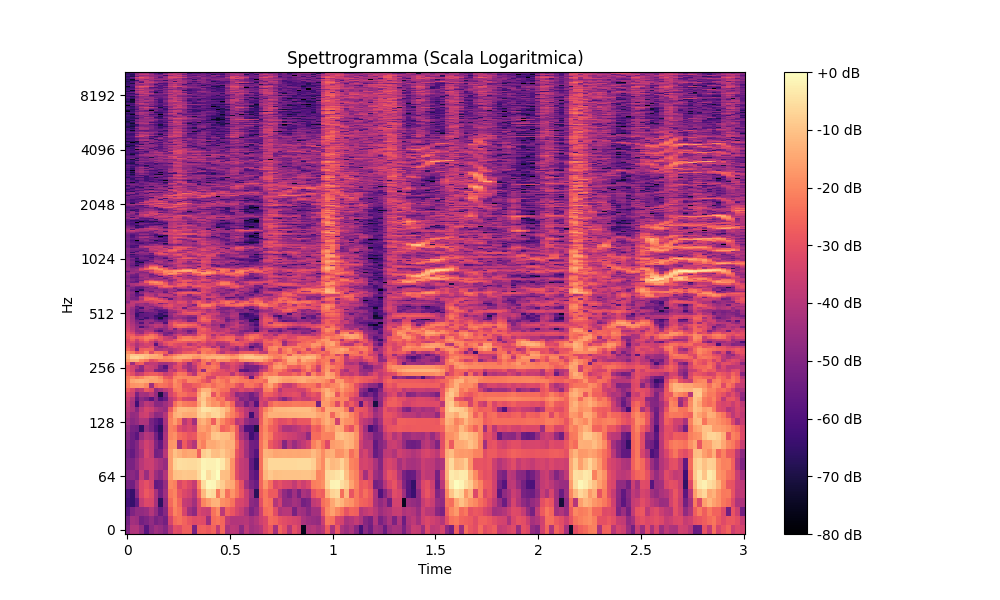 Spettrogramma (Scala Logaritmica)
Hz
8192
4096
2048
1024
512
256
128
64
0
0
0.5
1
1.5
2
2.5
3
Time
+0 dB
-10 dB
-20 dB
-30 dB
-40 dB
-50 dB
-60 dB
-70 dB
-80 dB